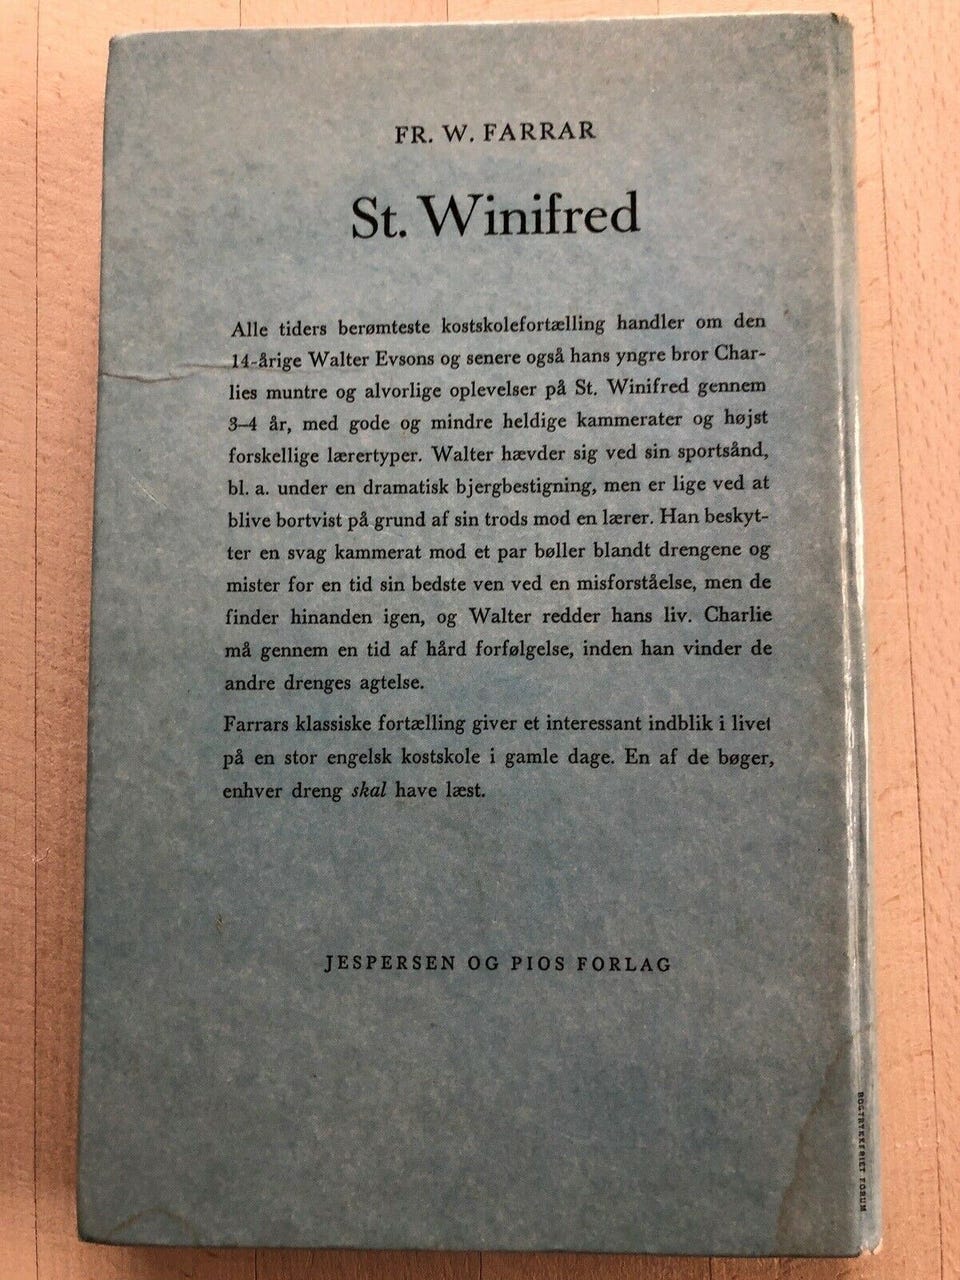 FR. W. FARRAR
St. Winifred
Alle tiders berømteste kostskolefortælling handler om den
14-årige Walter Evsons og senere også hans yngre bror Char-
lies muntre og alvorlige oplevelser på St. Winifred gennem
3–4 år, med gode og mindre heldige kammerater og højst
forskellige lærertyper. Walter hævder sig ved sin sportsånd,
bl. a. under en dramatisk bjergbestigning, men er lige ved at
blive bortvist på grund af sin trods mod en lærer. Han beskyt-
ter en svag kammerat mod et par bøller blandt drengene og
mister for en tid sin bedste ven ved en misforståelse, men de
finder hinanden igen, og Walter redder hans liv. Charlie
må gennem en tid af hård forfølgelse, inden han vinder de
andre drenges agtelse.
Farrars klassiske fortælling giver et interessant indblik i livet
på en stor engelsk kostskole i gamle dage. En af de bøger,
enhver dreng skal have læst.
JESPERSEN OG PIOS FORLAG
BOGTRYKKERIET FORUM